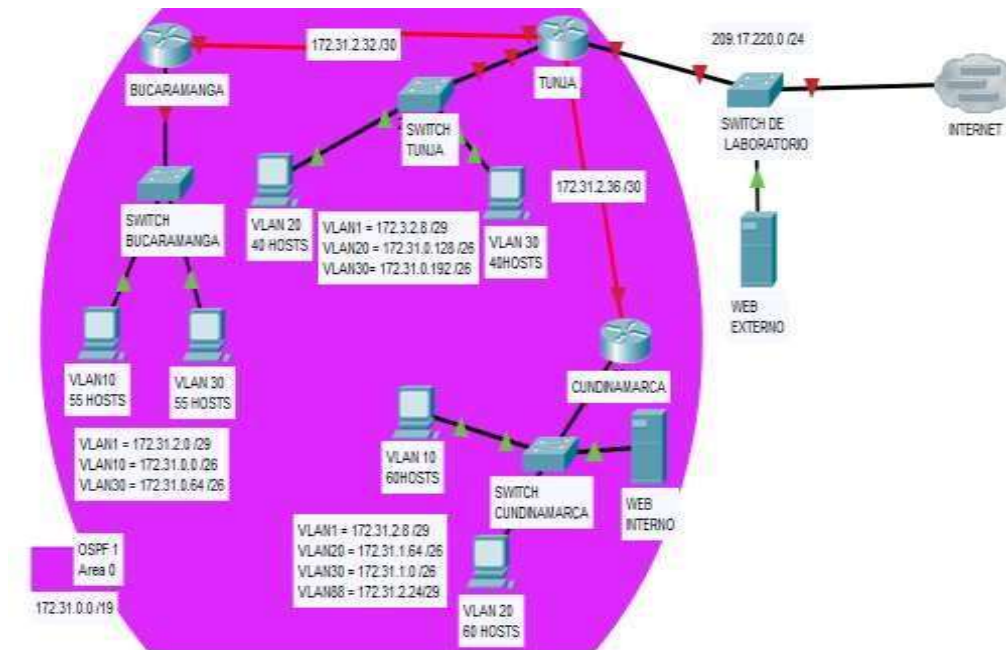 172.31.2.32 /30
BUCARAMANGA
TUNJA
209.17.220.0 /24
SWITCH DE
LABORATORIO
INTERNET
SWITCH
TUNJA
172.31.2.36 /30
SWITCH
BUCARAMANGA
VLAN 20
40 HOSTS
VLAN1 = 172.3.2.8 /29
VLAN20 = 172.31.0.128 /26
VLAN30= 172.31.0.192 /26
VLAN 30
40HOSTS
WEB
EXTERNO
VLAN10
55 HOSTS
VLAN 30
55 HOSTS
CUNDINAMARCA
VLAN1 = 172.31.2.0 /29
VLAN10 = 172.31.0.0 /26
VLAN30 = 172.31.0.64 /26
VLAN 10
60HOSTS
SWITCH
CUNDINAMARCA
WEB
INTERNO
VLAN1 = 172.31.2.8 /29
VLAN20 = 172.31.1.64 /26
VLAN30 = 172.31.1.0 /26
VLAN88 = 172.31.2.24/29
OSPF 1
Area 0
172.31.0.0 /19
VLAN 20
60 HOSTS